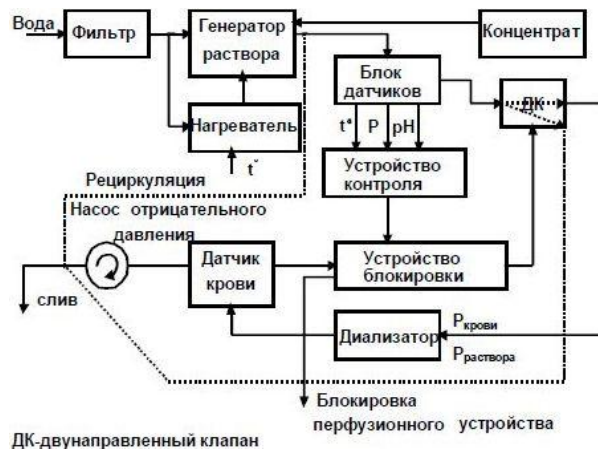 Вода
Фильтр
Генератор
раствора
Концентрат
Блок
датчиков
ДК
Нагреватель
t°
P
pH
t˘
Устройство
контроля
Рециркуляция
Насос отрицательного
давления
Датчик
крови
Устройство
блокировки
слив
Диализатор
Pкрови
Pраствора
Блокировка
перфузионного устройства
ДК-двунаправленный клапан